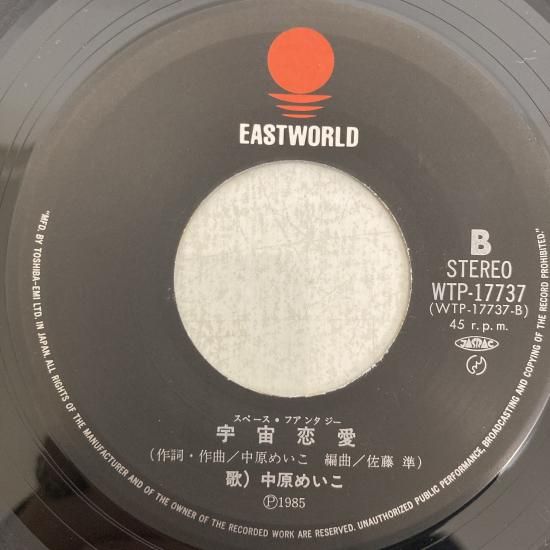 EASTWORLD
B
STEREO
WTP-17737
(WTP-17737-B)
45 r.p.m.
JASRAC
スペース・ファンタジー
宇宙恋愛
(作詞・作曲/中原めいこ 編曲/佐藤 準)
歌)中原めいこ
Ⓟ1985
"MFD. BY TOSHIBA-EMI LTD. IN JAPAN. ALL RIGHTS OF THE MANUFACTURER AND OF THE OWNER OF THE RECORDED WORK ARE RESERVED. UNAUTHORIZED PUBLIC PERFORMANCE, BROADCASTING AND COPYING OF THIS RECORD PROHIBITED."